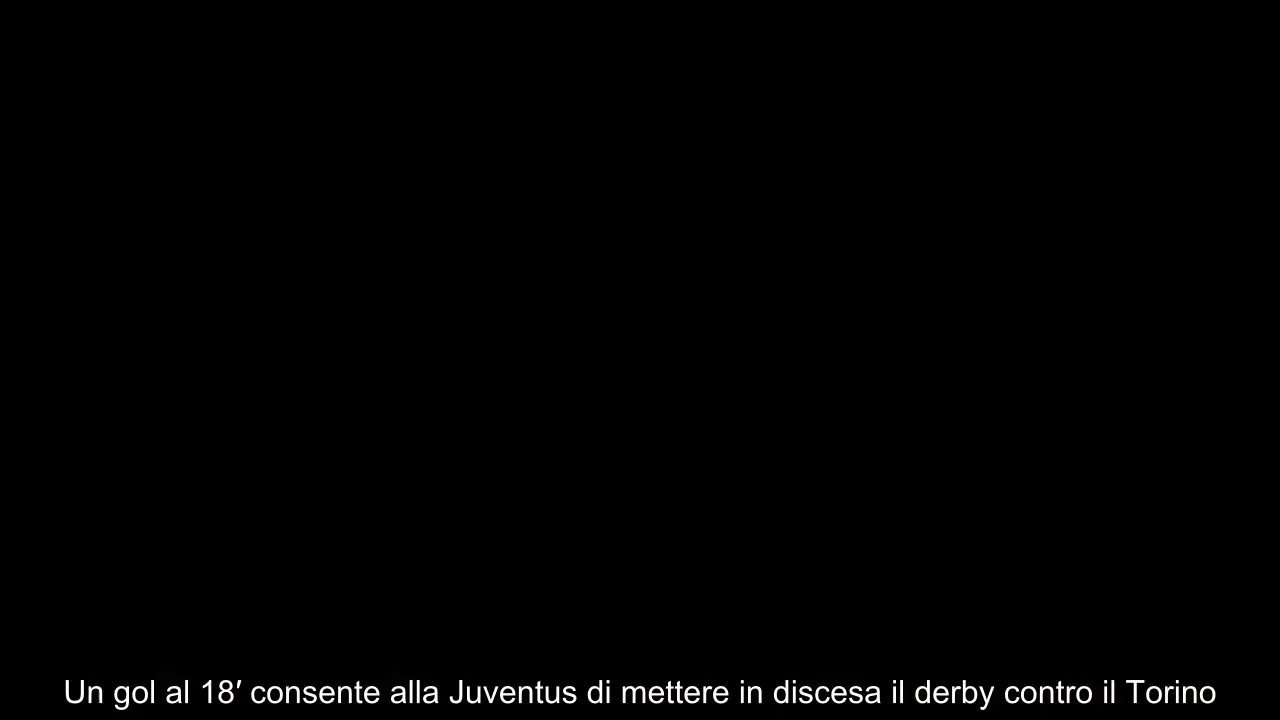 Un gol al 18′ consente alla Juventus di mettere in discesa il derby contro il Torino